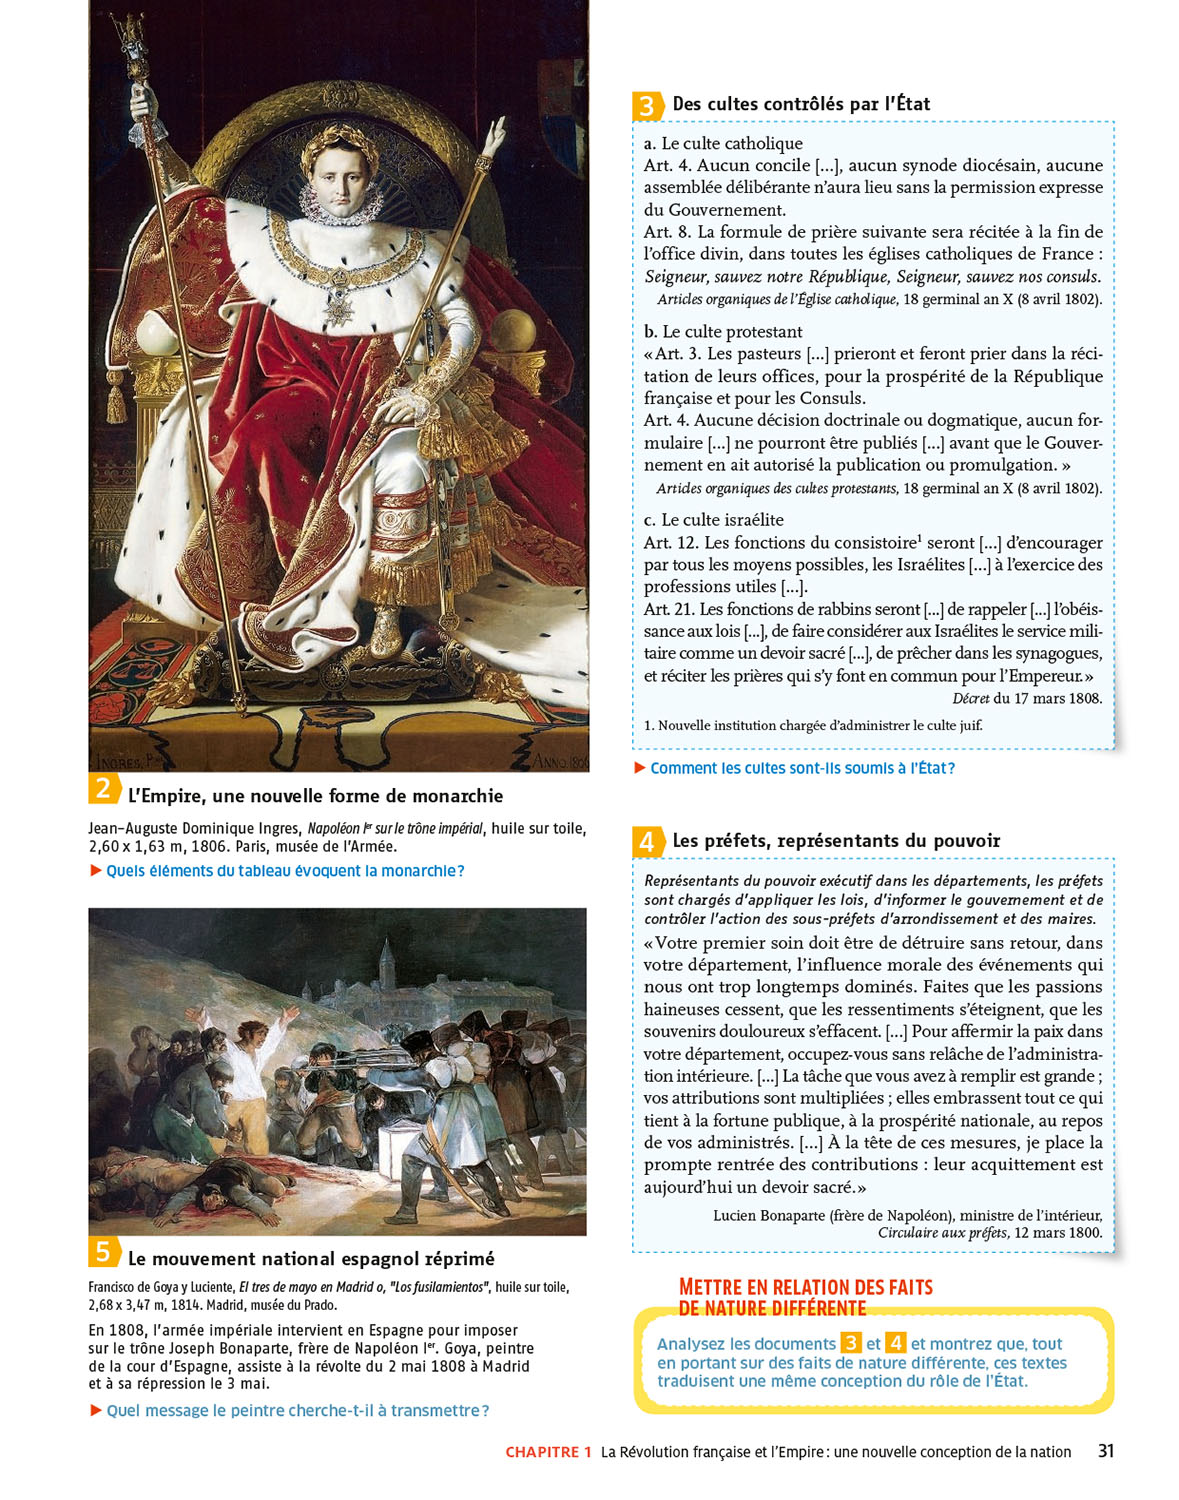 INGRES, P
ANNO 1806
2 L'Empire, une nouvelle forme de monarchie
Jean–Auguste Dominique Ingres, Napoléon Ier sur le trône impérial, huile sur toile,
2,60 x 1,63 m, 1806. Paris, musée de l'Armée.
► Quels éléments du tableau évoquent la monarchie ?
5 Le mouvement national espagnol réprimé
Francisco de Goya y Luciente, El tres de mayo en Madrid o, "Los fusilamientos", huile sur toile,
2,68 x 3,47 m, 1814. Madrid, musée du Prado.
En 1808, l'armée impériale intervient en Espagne pour imposer
sur le trône Joseph Bonaparte, frère de Napoléon Ier. Goya, peintre
de la cour d'Espagne, assiste à la révolte du 2 mai 1808 à Madrid
et à sa répression le 3 mai.
► Quel message le peintre cherche-t-il à transmettre ?
3 Des cultes contrôlés par l'État
a. Le culte catholique
Art. 4. Aucun concile [...], aucun synode diocésain, aucune
assemblée délibérante n'aura lieu sans la permission expresse
du Gouvernement.
Art. 8. La formule de prière suivante sera récitée à la fin de
l'office divin, dans toutes les églises catholiques de France :
Seigneur, sauvez notre République, Seigneur, sauvez nos consuls.
Articles organiques de l'Église catholique, 18 germinal an X (8 avril 1802).
b. Le culte protestant
« Art. 3. Les pasteurs [...] prieront et feront prier dans la réci-
tation de leurs offices, pour la prospérité de la République
française et pour les Consuls.
Art. 4. Aucune décision doctrinale ou dogmatique, aucun for-
mulaire [...] ne pourront être publiés [...] avant que le Gouver-
nement en ait autorisé la publication ou promulgation. »
Articles organiques des cultes protestants, 18 germinal an X (8 avril 1802).
c. Le culte israélite
Art. 12. Les fonctions du consistoire¹ seront [...] d'encourager
par tous les moyens possibles, les Israélites [...] à l'exercice des
professions utiles [...].
Art. 21. Les fonctions de rabbins seront [...] de rappeler [...] l'obéis-
sance aux lois [...], de faire considérer aux Israélites le service mili-
taire comme un devoir sacré [...], de prêcher dans les synagogues,
et réciter les prières qui s'y font en commun pour l'Empereur. »
Décret du 17 mars 1808.
1. Nouvelle institution chargée d'administrer le culte juif.
► Comment les cultes sont-ils soumis à l'État ?
4 Les préfets, représentants du pouvoir
Représentants du pouvoir exécutif dans les départements, les préfets
sont chargés d'appliquer les lois, d'informer le gouvernement et de
contrôler l'action des sous-préfets d'arrondissement et des maires.
« Votre premier soin doit être de détruire sans retour, dans
votre département, l'influence morale des événements qui
nous ont trop longtemps dominés. Faites que les passions
haineuses cessent, que les ressentiments s'éteignent, que les
souvenirs douloureux s'effacent. [...] Pour affermir la paix dans
votre département, occupez-vous sans relâche de l'administra-
tion intérieure. [...] La tâche que vous avez à remplir est grande ;
vos attributions sont multipliées ; elles embrassent tout ce qui
tient à la fortune publique, à la prospérité nationale, au repos
de vos administrés. [...] À la tête de ces mesures, je place la
prompte rentrée des contributions : leur acquittement est
aujourd'hui un devoir sacré. »
Lucien Bonaparte (frère de Napoléon), ministre de l'intérieur,
Circulaire aux préfets, 12 mars 1800.
METTRE EN RELATION DES FAITS
DE NATURE DIFFÉRENTE
Analysez les documents 3 et 4 et montrez que, tout
en portant sur des faits de nature différente, ces textes
traduisent une même conception du rôle de l'État.
CHAPITRE 1 La Révolution française et l'Empire : une nouvelle conception de la nation 31